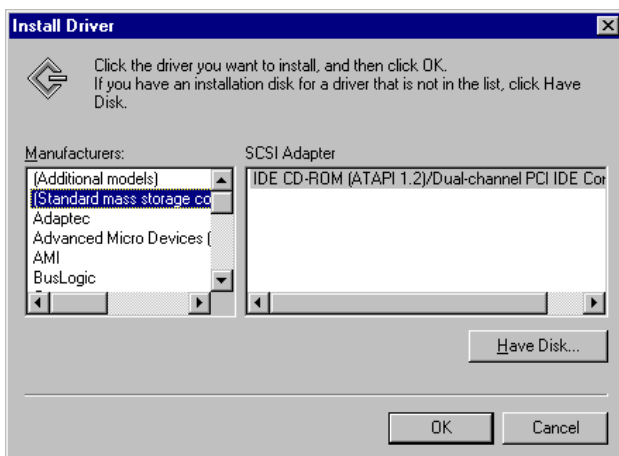 Install Driver
Click the driver you want to install, and then click OK.
If you have an installation disk for a driver that is not in the list, click Have
Disk.
Manufacturers:
(Additional models)
(Standard mass storage co
Adaptec
Advanced Micro Devices (
AMI
BusLogic
SCSI Adapter
IDE CD-ROM (ATAPI 1.2)/Dual-channel PCI IDE Con
Have Disk...
OK
Cancel